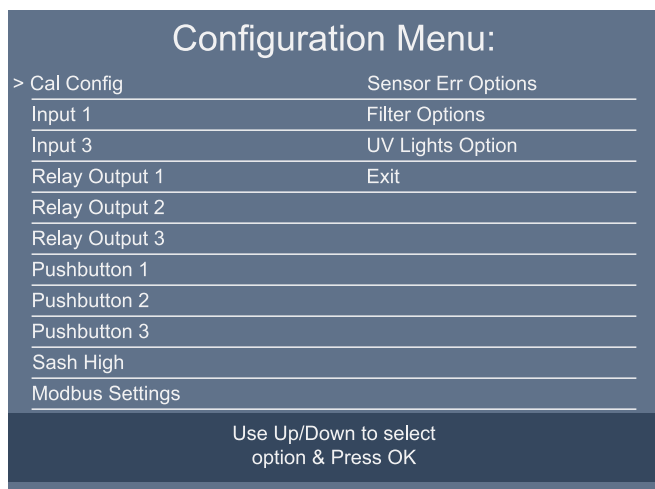 Configuration Menu:
> Cal Config Sensor Err Options
Input 1 Filter Options
Input 3 UV Lights Option
Relay Output 1 Exit
Relay Output 2
Relay Output 3
Pushbutton 1
Pushbutton 2
Pushbutton 3
Sash High
Modbus Settings
Use Up/Down to select
option & Press OK